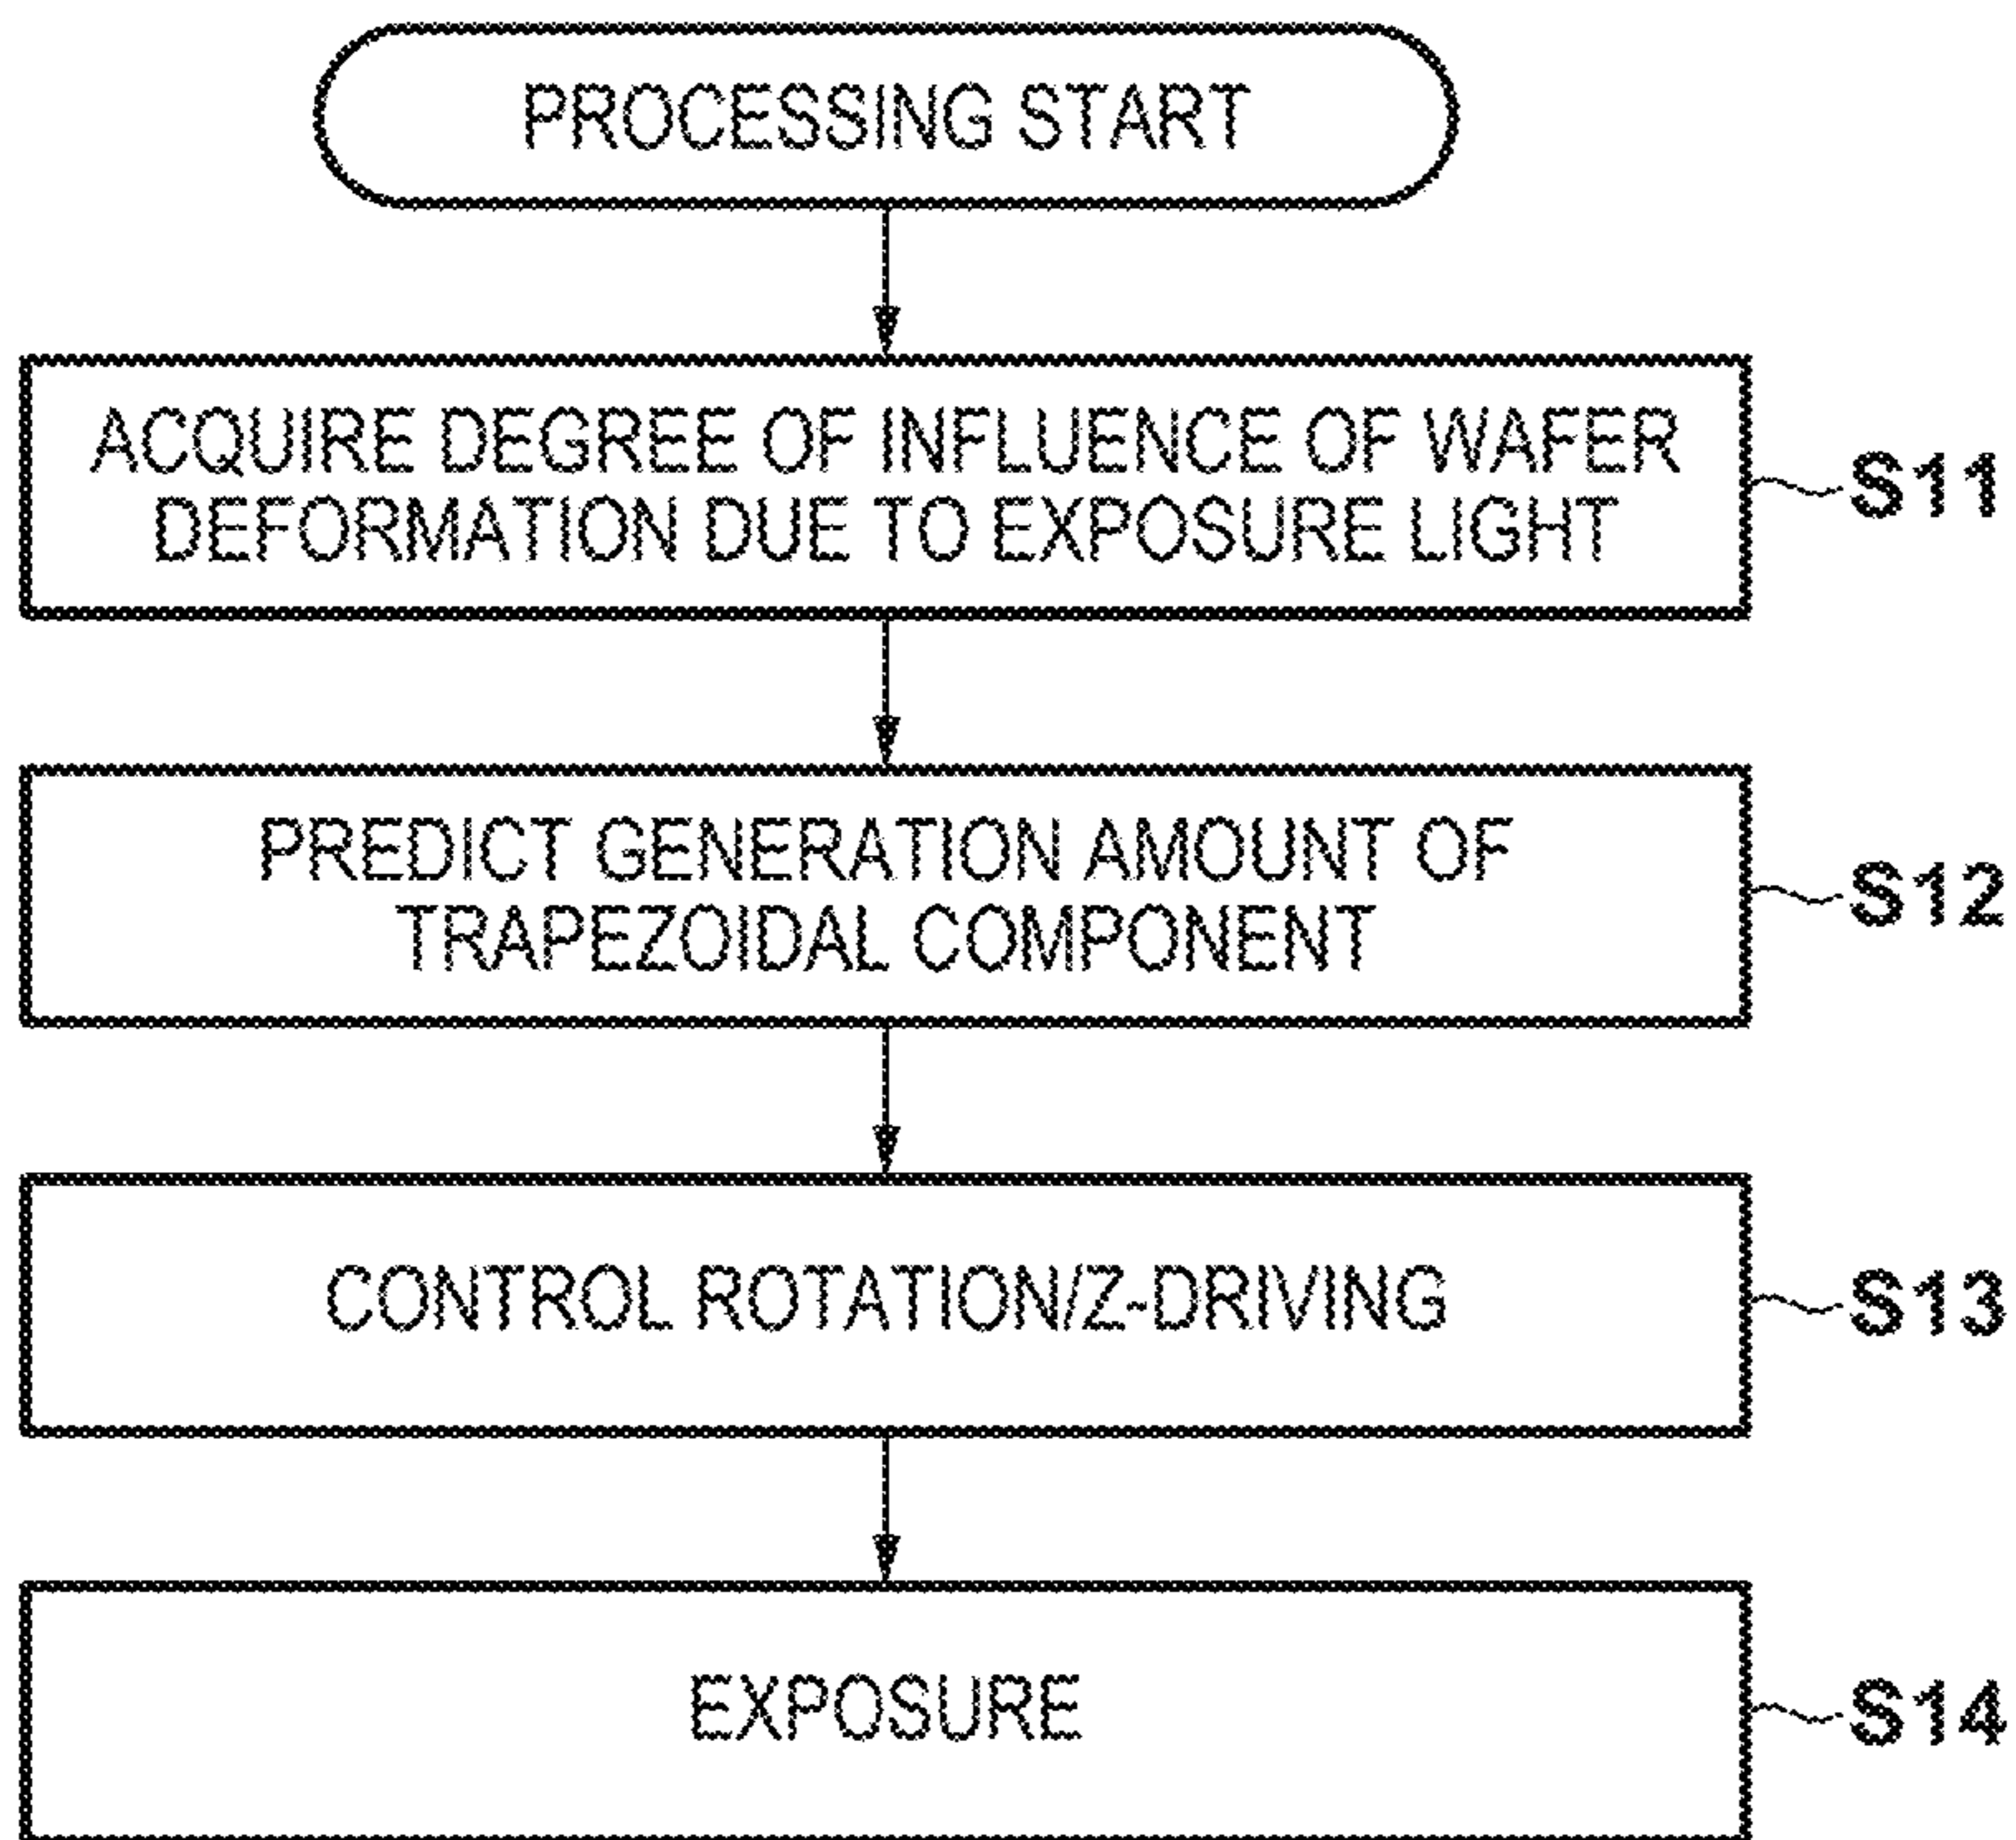 PROCESSING START
ACQUIRE DEGREE OF INFLUENCE OF WAFER
DEFORMATION DUE TO EXPOSURE LIGHT
S11
PREDICT GENERATION AMOUNT OF
TRAPEZOIDAL COMPONENT
S12
CONTROL ROTATION/Z-DRIVING
S13
EXPOSURE
S14